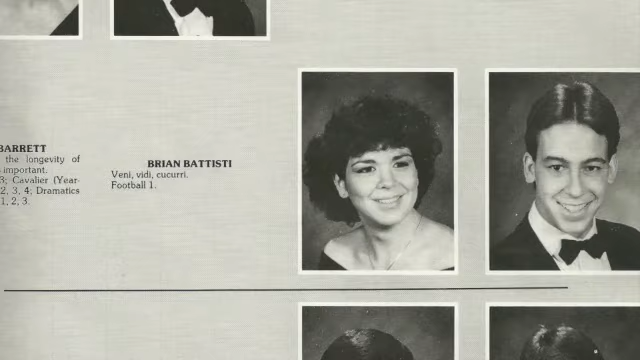 BARRETT
the longevity of
important.
3; Cavalier (Year-
2, 3, 4; Dramatics
1, 2, 3.
BRIAN BATTISTI
Veni, vidi, cucurri.
Football 1.